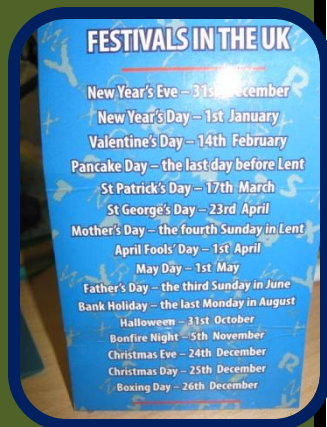 FESTIVALS IN THE UK
New Year's Eve – 31st December
New Year's Day – 1st January
Valentine's Day – 14th February
Pancake Day – the last day before Lent
St Patrick's Day – 17th March
St George's Day – 23rd April
Mother's Day – the fourth Sunday in Lent
April Fools' Day – 1st April
May Day – 1st May
Father's Day – the third Sunday in June
Bank Holiday – the last Monday in August
Halloween – 31st October
Bonfire Night – 5th November
Christmas Eve – 24th December
Christmas Day – 25th December
Boxing Day – 26th December